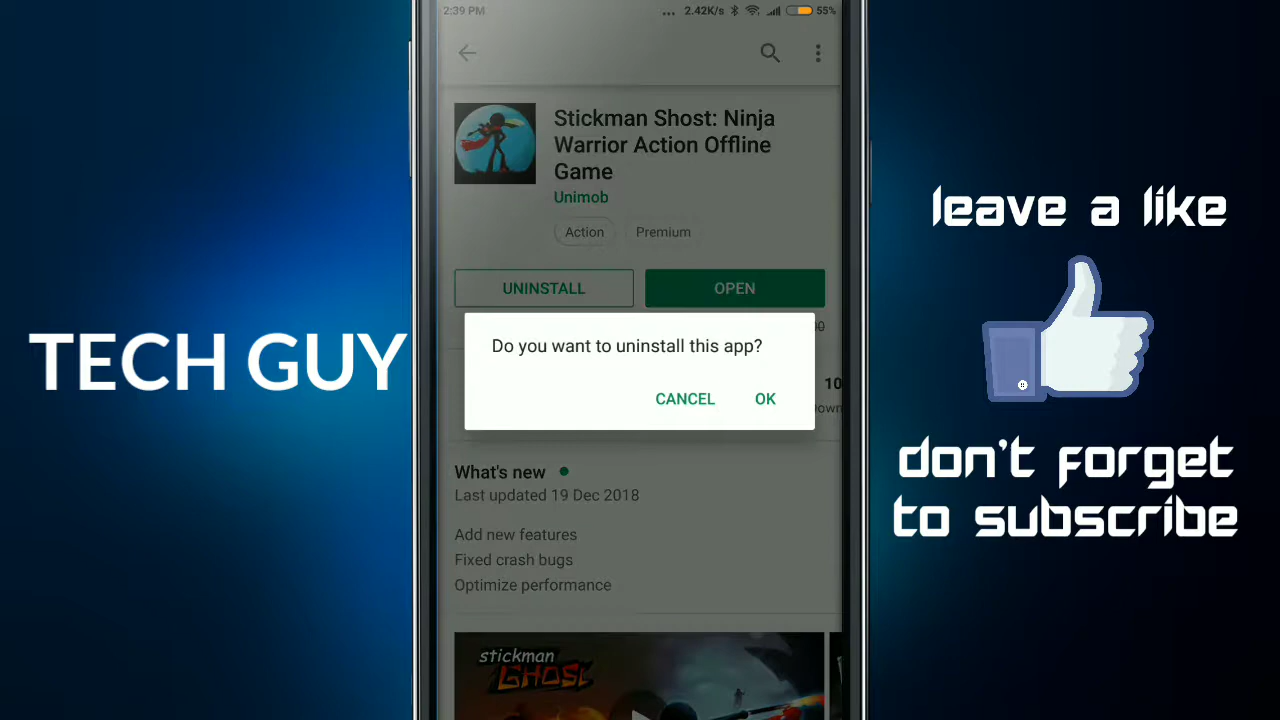 2:39 PM
... 2.42K/s 55%
Stickman Shost: Ninja
Warrior Action Offline
Game
Unimob
Action Premium
UNINSTALL OPEN
Do you want to uninstall this app?
CANCEL OK
10
What's new
Last updated 19 Dec 2018
Add new features
Fixed crash bugs
Optimize performance
stickman
GHOST
TECH GUY
leave a like
don't forget
to subscribe